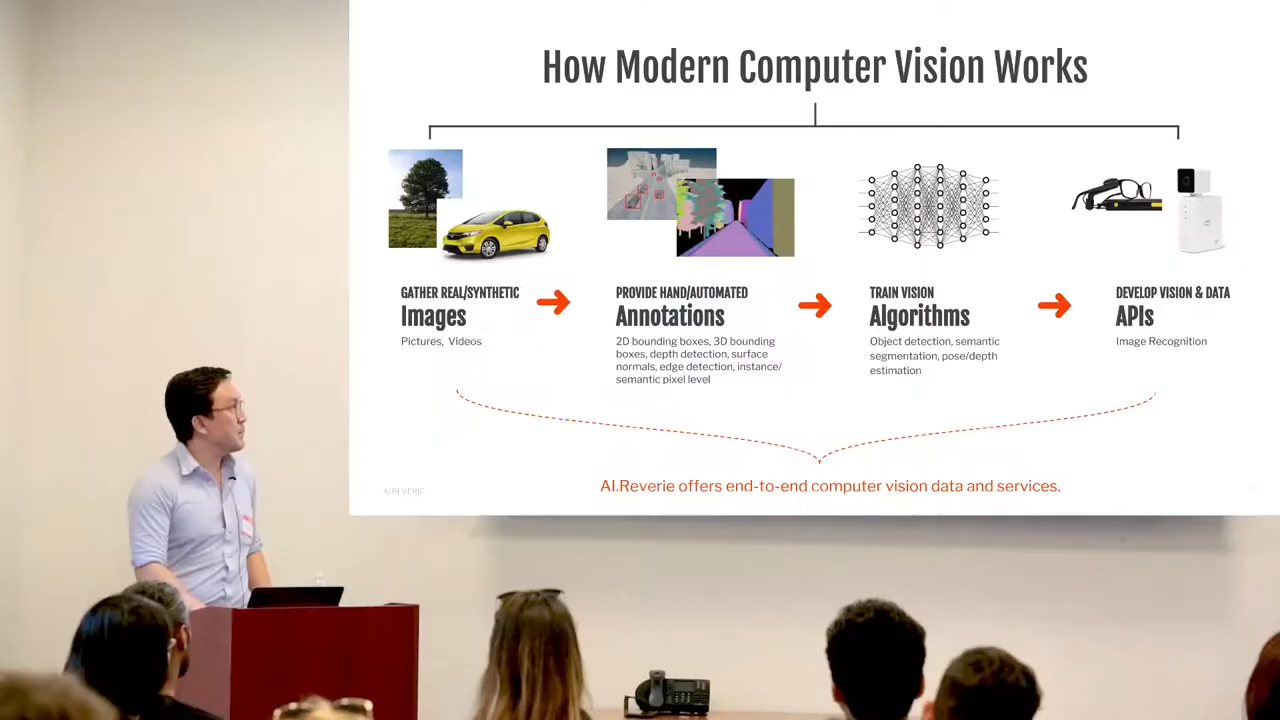 How Modern Computer Vision Works
GATHER REAL/SYNTHETIC
Images
Pictures, Videos
PROVIDE HAND/AUTOMATED
Annotations
2D bounding boxes, 3D bounding
boxes, depth detection, surface
normals, edge detection, instance/
semantic pixel level
TRAIN VISION
Algorithms
Object detection, semantic
segmentation, pose/depth
estimation
DEVELOP VISION & DATA
APIs
Image Recognition
AI.Reverie offers end-to-end computer vision data and services.
AI.REVERIE